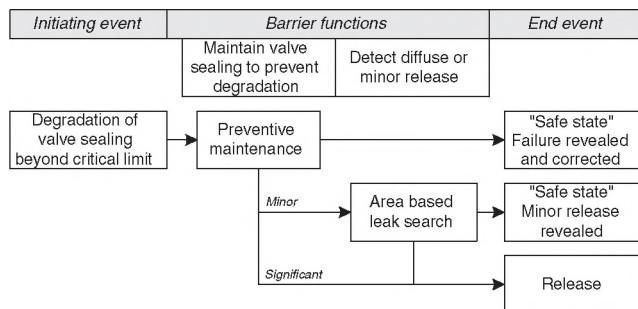 Initiating event
Barrier functions
End event
Maintain valve
sealing to prevent
degradation
Detect diffuse or
minor release
Degradation of
valve sealing
beyond critical limit
Preventive
maintenance
"Safe state"
Failure revealed
and corrected
Minor
Area based
leak search
"Safe state"
Minor release
revealed
Significant
Release